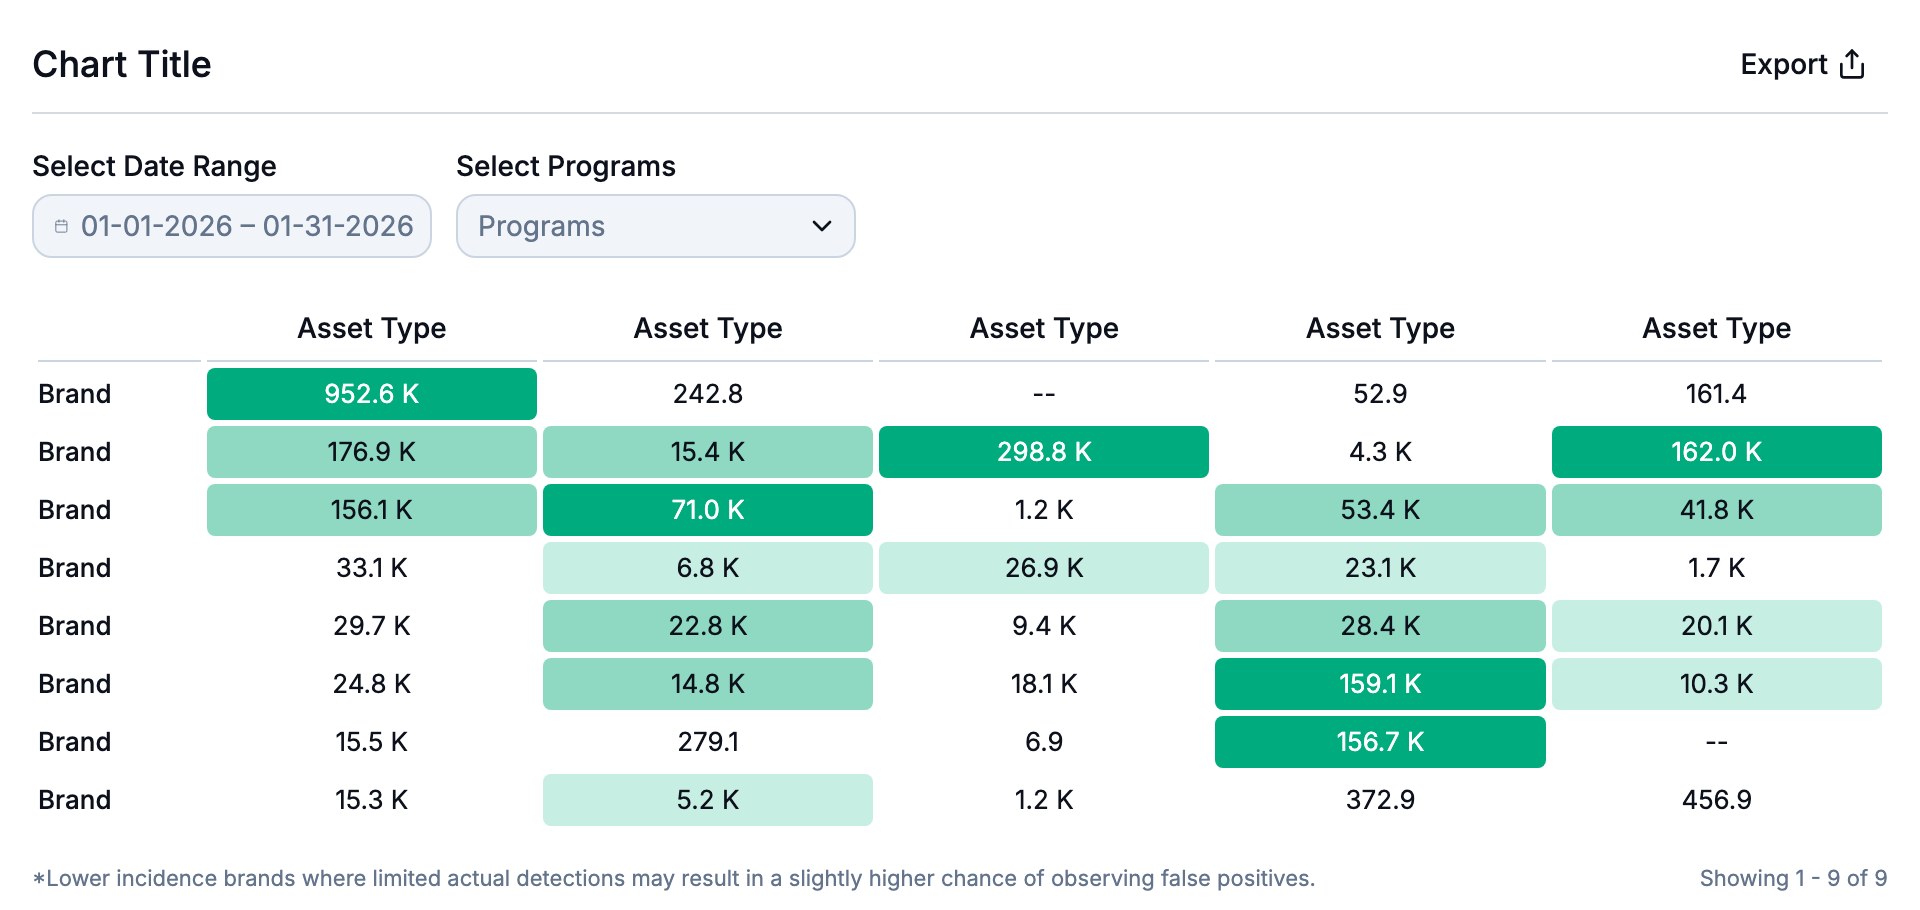 Chart Title
Export
Select Date Range
Select Programs
01-01-2026 – 01-31-2026
Programs
Asset Type Asset Type Asset Type Asset Type Asset Type
Brand 952.6 K 242.8 -- 52.9 161.4
Brand 176.9 K 15.4 K 298.8 K 4.3 K 162.0 K
Brand 156.1 K 71.0 K 1.2 K 53.4 K 41.8 K
Brand 33.1 K 6.8 K 26.9 K 23.1 K 1.7 K
Brand 29.7 K 22.8 K 9.4 K 28.4 K 20.1 K
Brand 24.8 K 14.8 K 18.1 K 159.1 K 10.3 K
Brand 15.5 K 279.1 6.9 156.7 K --
Brand 15.3 K 5.2 K 1.2 K 372.9 456.9
*Lower incidence brands where limited actual detections may result in a slightly higher chance of observing false positives.
Showing 1 - 9 of 9